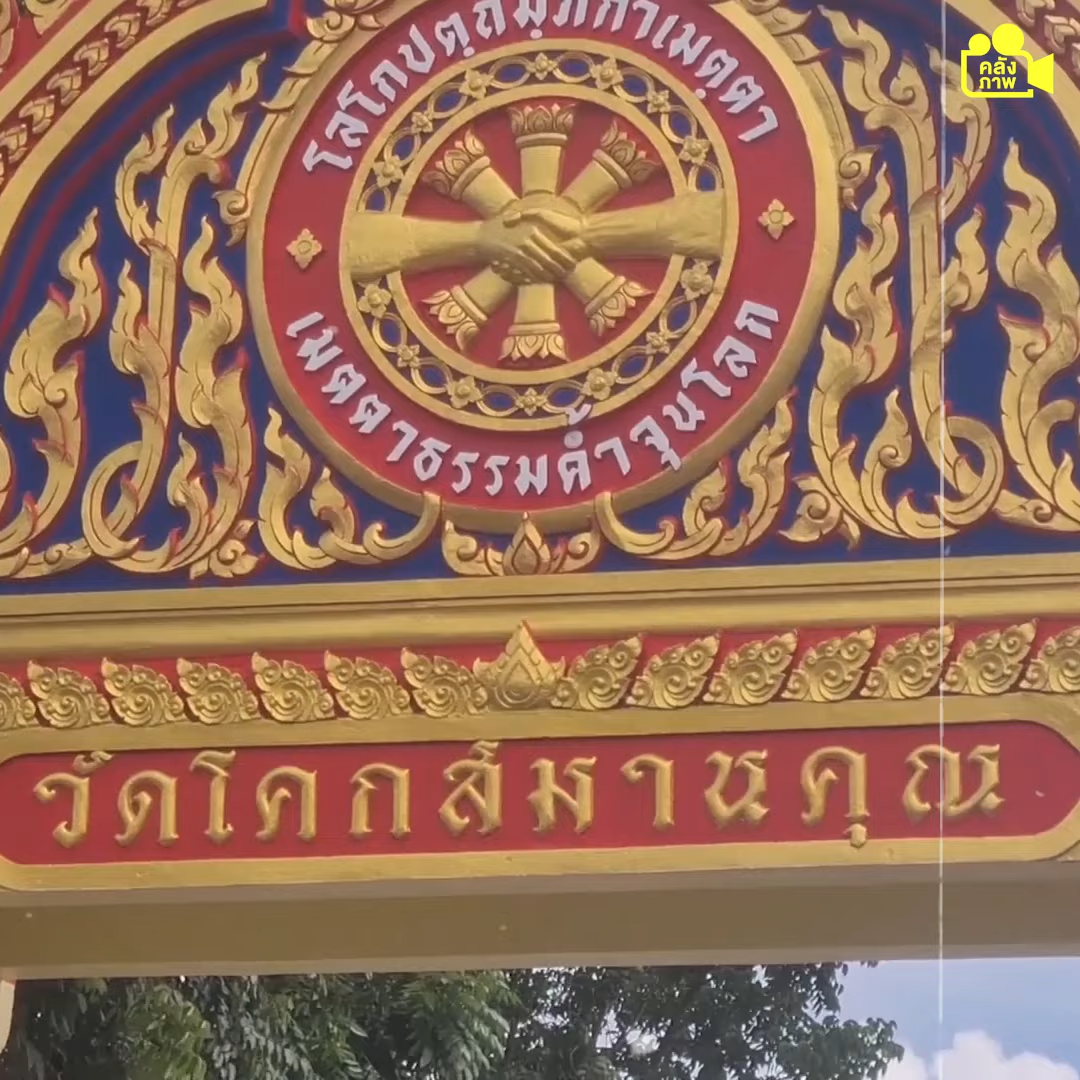 โลโกปตฺถมฺภิกาเมตฺตา
เมตตาธรรมค้ำจุนโลก
วัดโคกสมานคุณ
คลัง
ภาพ